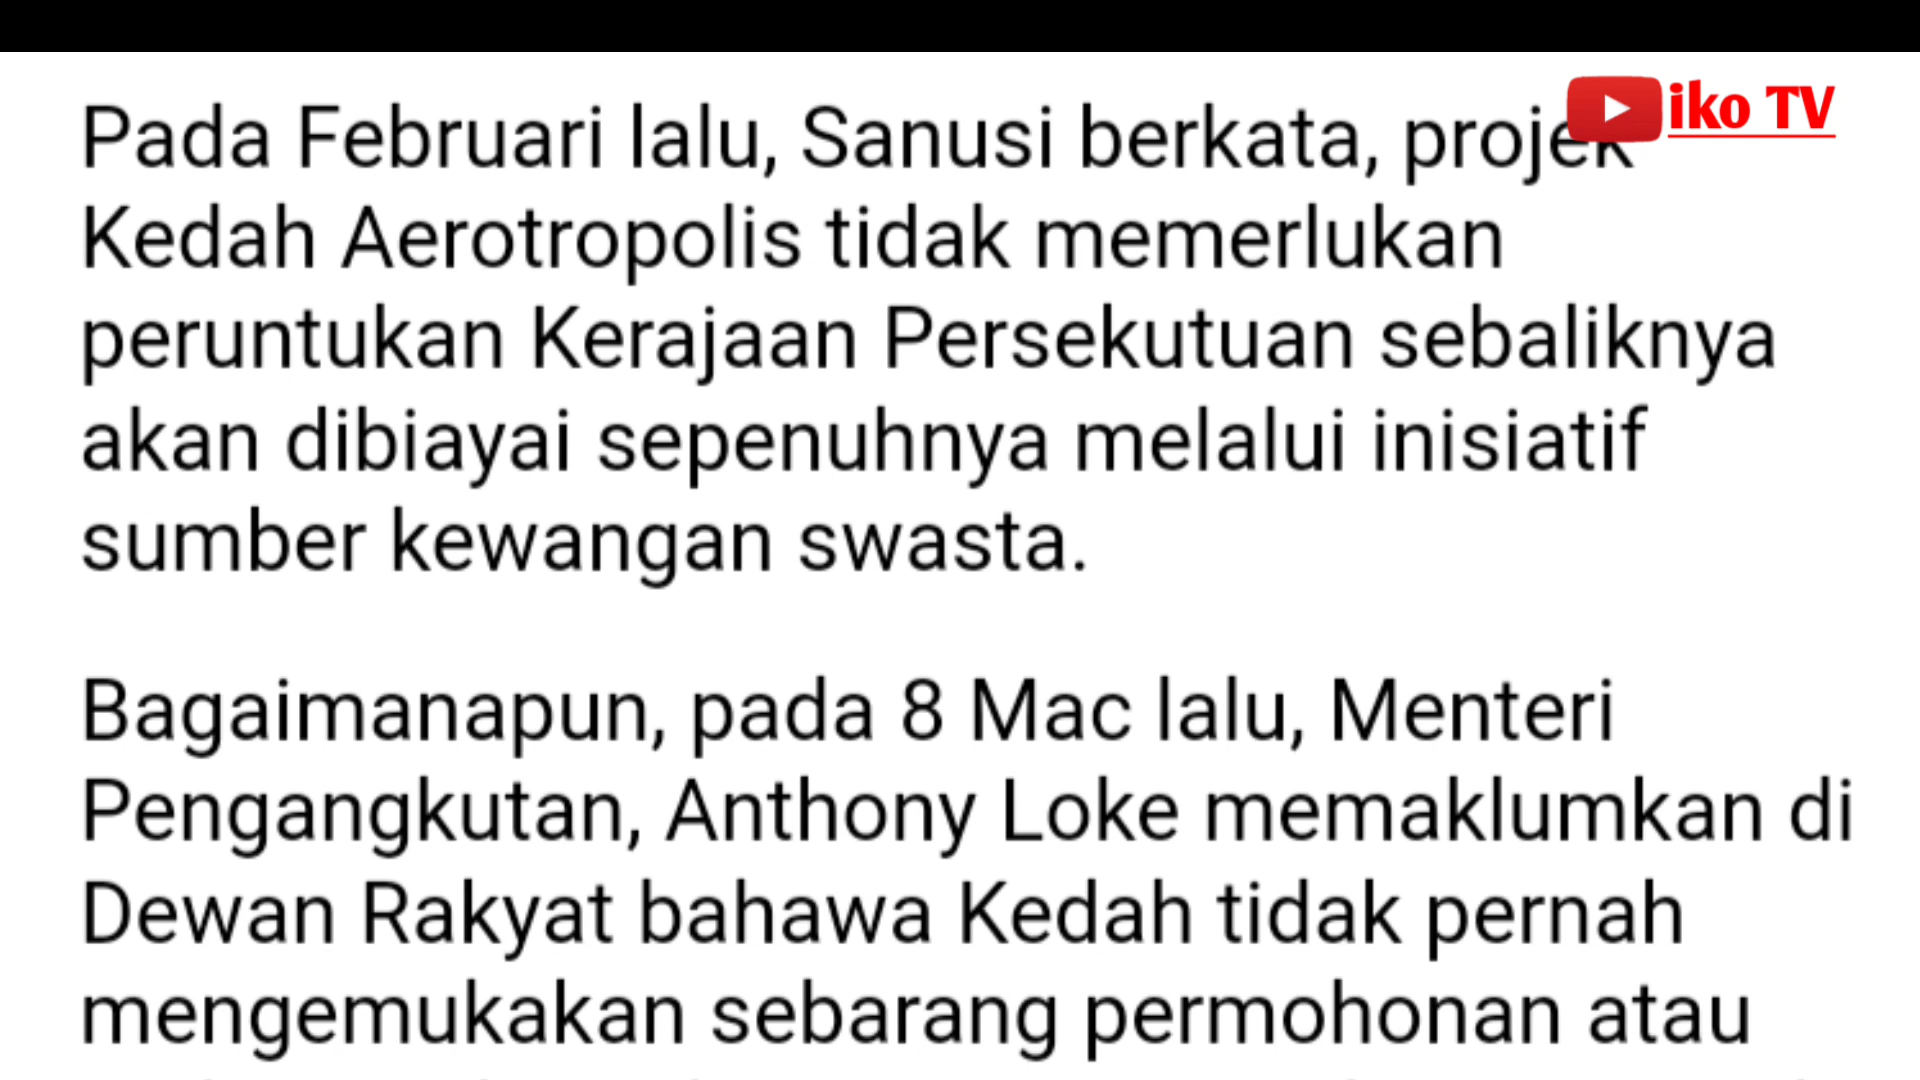 iko TV
Pada Februari lalu, Sanusi berkata, projek
Kedah Aerotropolis tidak memerlukan
peruntukan Kerajaan Persekutuan sebaliknya
akan dibiayai sepenuhnya melalui inisiatif
sumber kewangan swasta.
Bagaimanapun, pada 8 Mac lalu, Menteri
Pengangkutan, Anthony Loke memaklumkan di
Dewan Rakyat bahawa Kedah tidak pernah
mengemukakan sebarang permohonan atau